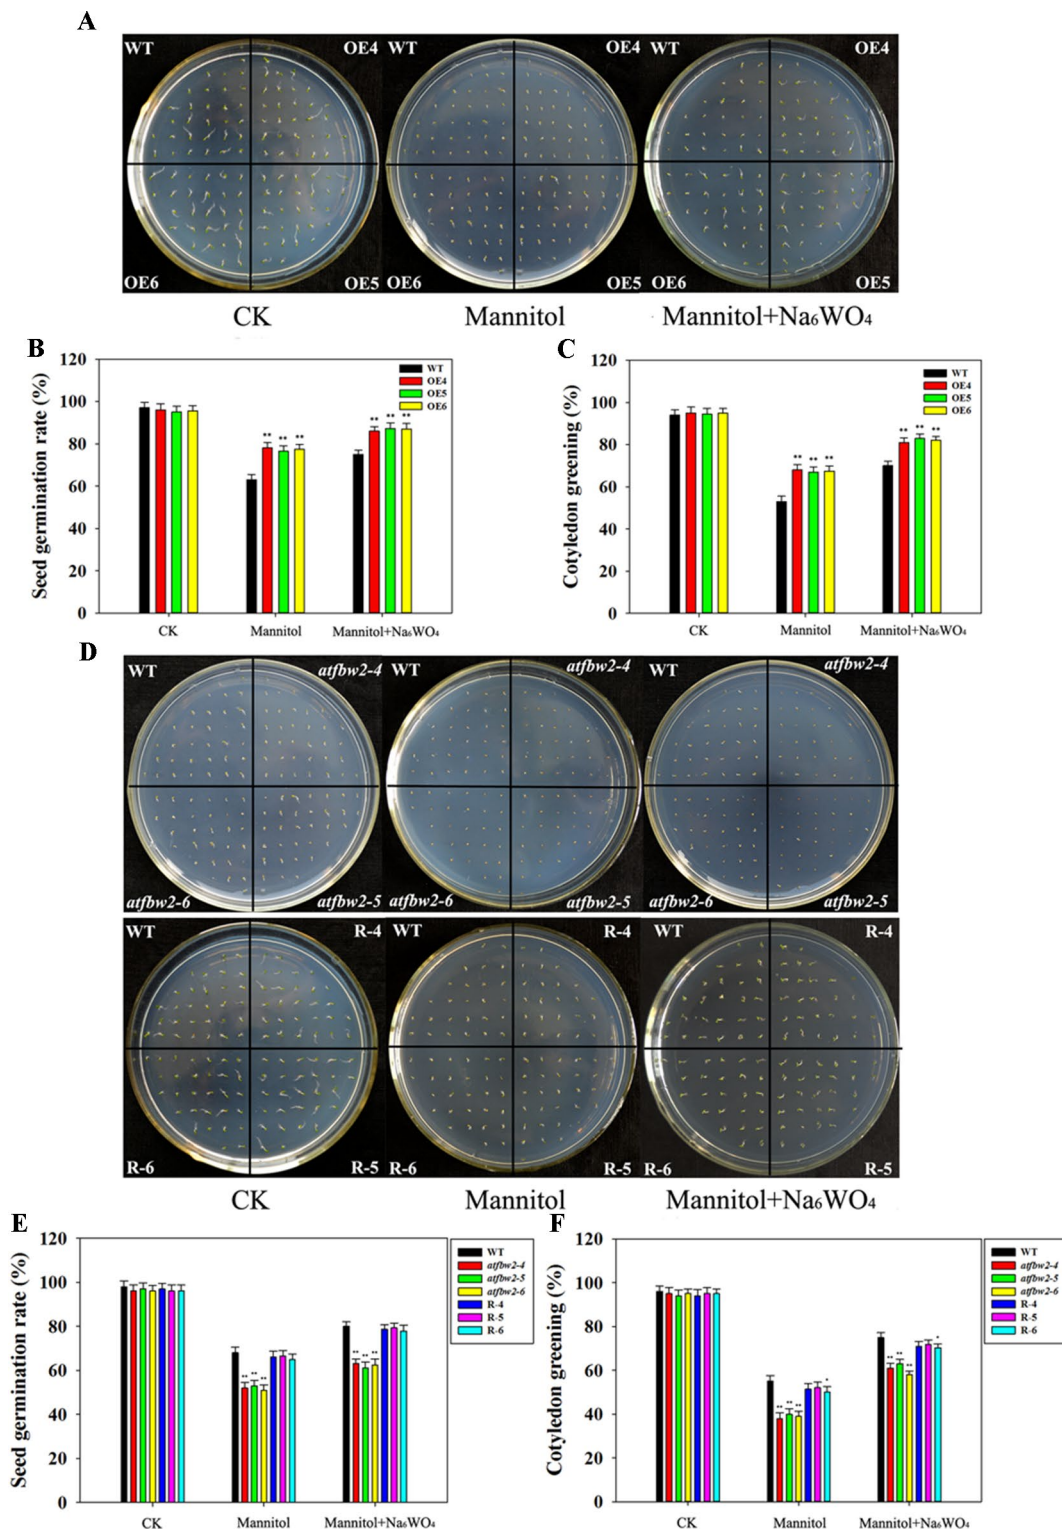 A
WT OE4 WT OE4 WT OE4
OE6 OE5 OE6 OE5 OE6 OE5
CK Mannitol Mannitol+Na₆WO₄
B
Seed germination rate (%)
120
100
80
60
40
20
0
WT
OE4
OE5
OE6
** ** ** ** ** **
CK Mannitol Mannitol+Na₆WO₄
C
Cotyledon greening (%)
120
100
80
60
40
20
0
WT
OE4
OE5
OE6
** ** ** ** ** **
CK Mannitol Mannitol+Na₆WO₄
D
WT atfbw2-4 WT atfbw2-4 WT atfbw2-4
atfbw2-6 atfbw2-5 atfbw2-6 atfbw2-5 atfbw2-6 atfbw2-5
WT R-4 WT R-4 WT R-4
R-6 R-5 R-6 R-5 R-6 R-5
CK Mannitol Mannitol+Na₆WO₄
E
Seed germination rate (%)
120
100
80
60
40
20
0
WT
atfbw2-4
atfbw2-5
atfbw2-6
R-4
R-5
R-6
** ** ** ** ** **
CK Mannitol Mannitol+Na₆WO₄
F
Cotyledon greening (%)
120
100
80
60
40
20
0
WT
atfbw2-4
atfbw2-5
atfbw2-6
R-4
R-5
R-6
** ** ** * ** ** ** *
CK Mannitol Mannitol+Na₆WO₄